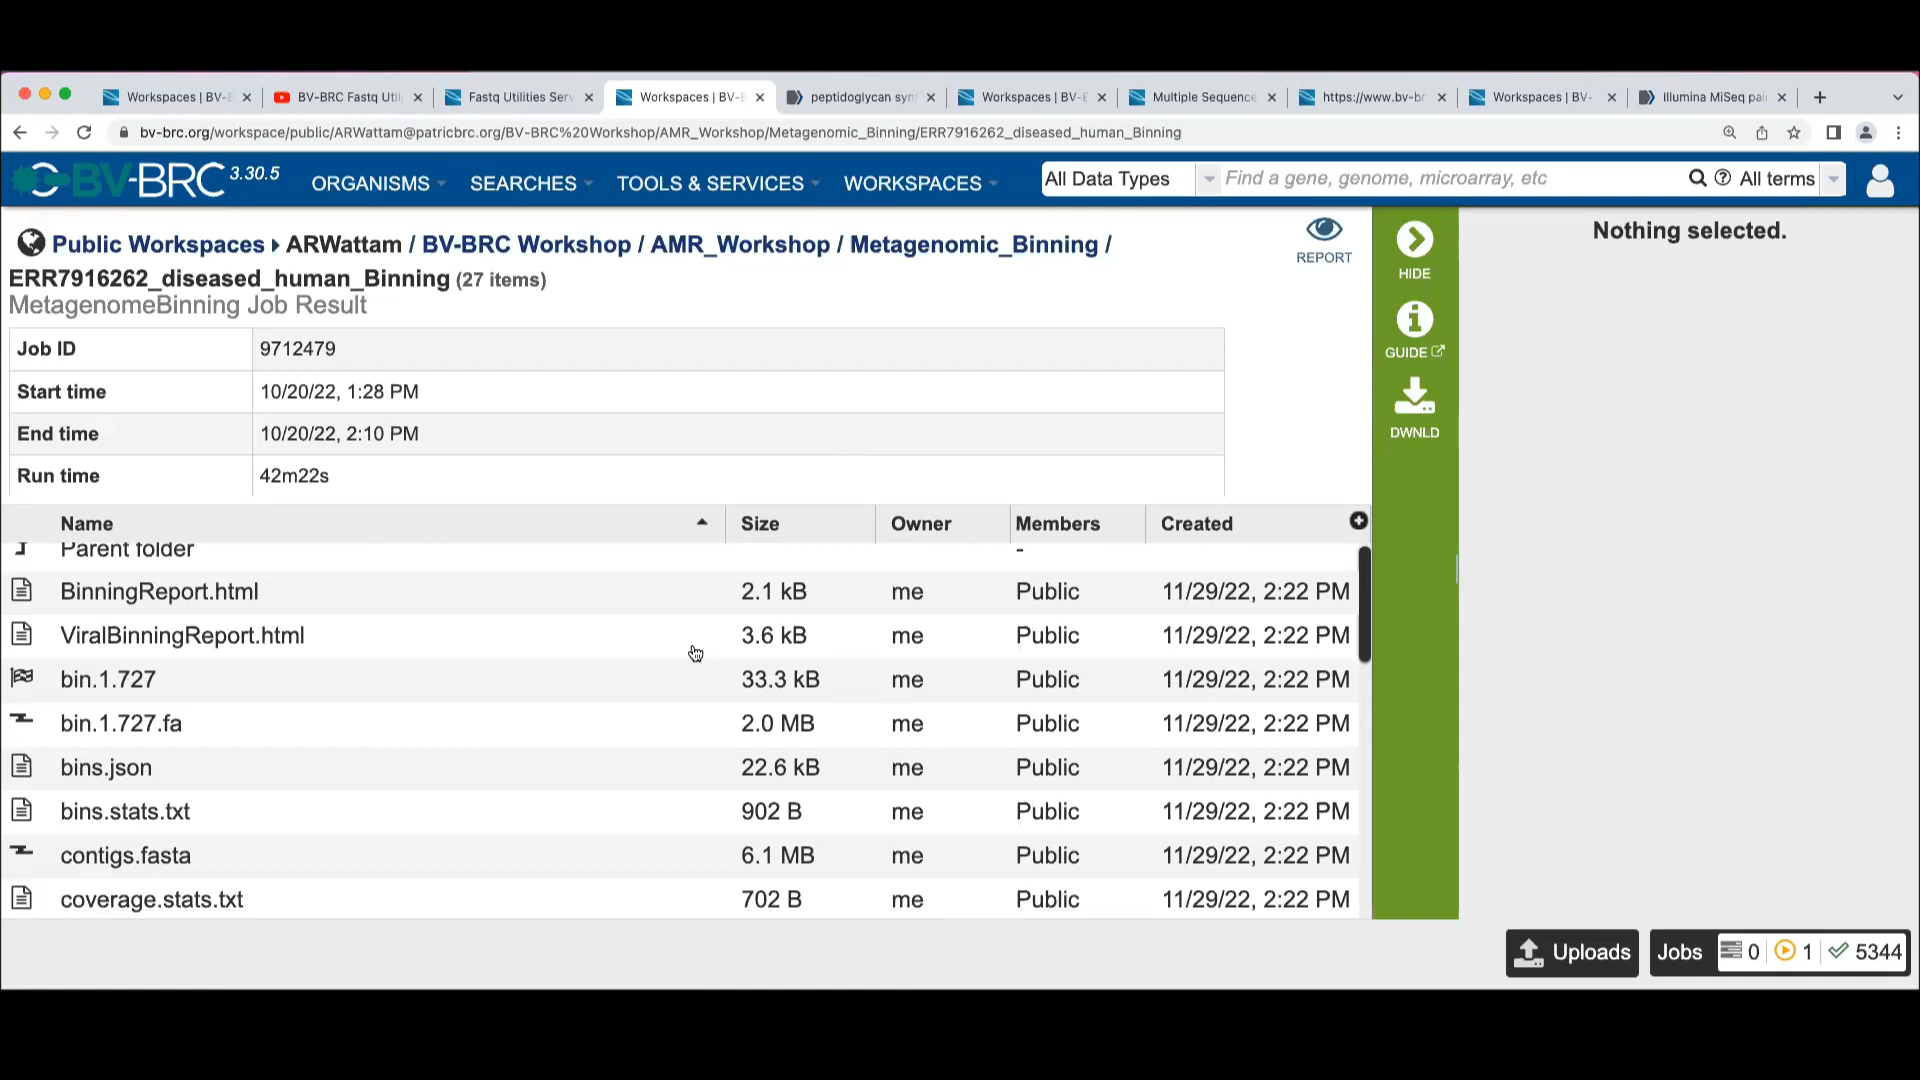 Workspaces | BV-B
BV-BRC Fastq Util
Fastq Utilities Serv
Workspaces | BV-B
peptidoglycan syn
Workspaces | BV-B
Multiple Sequence
https://www.bv-br
Workspaces | BV-
Illumina MiSeq pai
bv-brc.org/workspace/public/ARWattam@patricbrc.org/BV-BRC%20Workshop/AMR_Workshop/Metagenomic_Binning/ERR7916262_diseased_human_Binning
BV-BRC 3.30.5 ORGANISMS SEARCHES TOOLS & SERVICES WORKSPACES All Data Types Find a gene, genome, microarray, etc All terms
Public Workspaces ARWattam / BV-BRC Workshop / AMR_Workshop / Metagenomic_Binning /
ERR7916262_diseased_human_Binning (27 items)
MetagenomeBinning Job Result
REPORT
Job ID 9712479
Start time 10/20/22, 1:28 PM
End time 10/20/22, 2:10 PM
Run time 42m22s
Name Size Owner Members Created
Parent folder -
BinningReport.html 2.1 kB me Public 11/29/22, 2:22 PM
ViralBinningReport.html 3.6 kB me Public 11/29/22, 2:22 PM
bin.1.727 33.3 kB me Public 11/29/22, 2:22 PM
bin.1.727.fa 2.0 MB me Public 11/29/22, 2:22 PM
bins.json 22.6 kB me Public 11/29/22, 2:22 PM
bins.stats.txt 902 B me Public 11/29/22, 2:22 PM
contigs.fasta 6.1 MB me Public 11/29/22, 2:22 PM
coverage.stats.txt 702 B me Public 11/29/22, 2:22 PM
HIDE
GUIDE
DWNLD
Nothing selected.
Uploads Jobs 0 1 5344